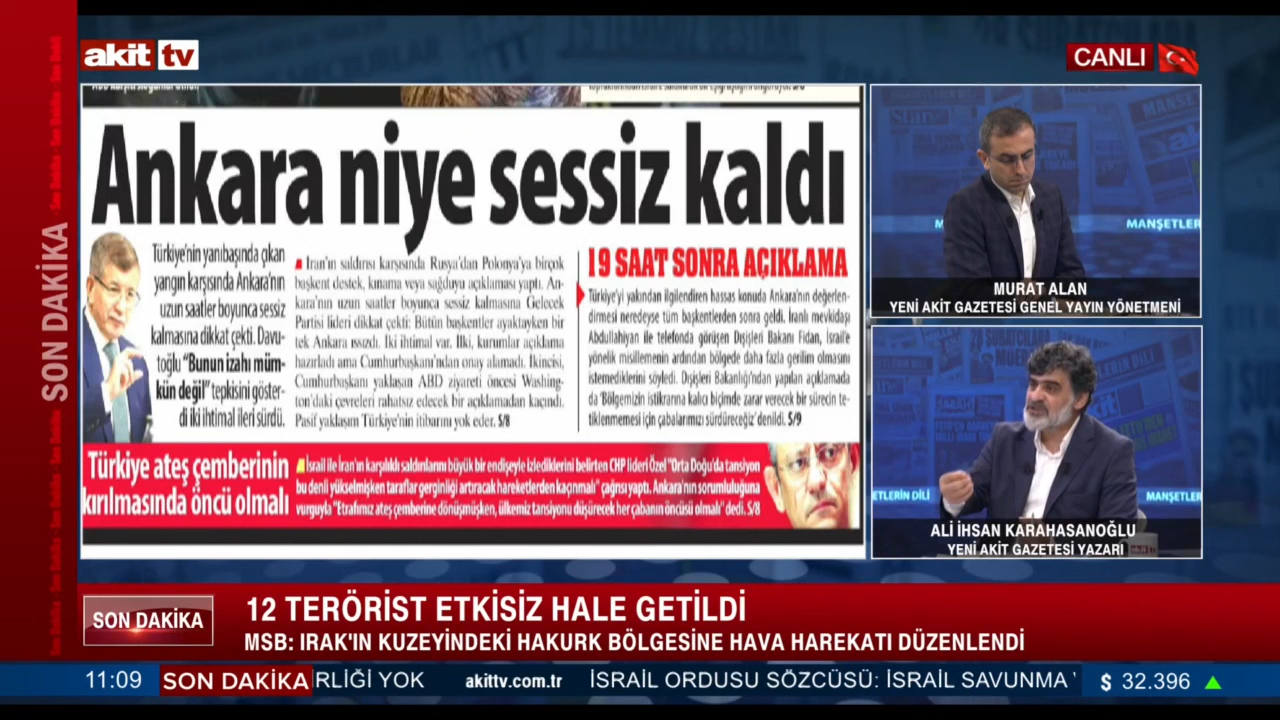 akit tv
CANLI
SON DAKİKA
Ankara niye sessiz kaldı
Türkiye'nin yanıbaşında çıkan
yangın karşısında Ankara'nın
uzun saatler boyunca sessiz
kalmasına dikkat çekti. Davu-
toğlu "Bunun izahı müm-
kün değil" tepkisini göster-
di iki ihtimal ileri sürdü.
İran'ın saldırısı karşısında Rusya'dan Polonya'ya birçok
başkent destek, kınama veya sağduyu açıklaması yaptı. An-
kara'nın uzun saatler boyunca sessiz kalmasına Gelecek
Partisi lideri dikkat çekti: Bütün başkentler ayaktayken bir
tek Ankara ıssızdı. İki ihtimal var. İlki, kurumlar açıklama
hazırladı ama Cumhurbaşkanı'ndan onay alamadı. İkincisi,
Cumhurbaşkanı yaklaşan ABD ziyareti öncesi Washing-
ton'daki çevreleri rahatsız edecek bir açıklamadan kaçındı.
Pasif yaklaşım Türkiye'nin itibarını yok eder. S/8
19 SAAT SONRA AÇIKLAMA
Türkiye'yi yakından ilgilendiren hassas konuda Ankara'nın değerlen-
dirmesi neredeyse tüm başkentlerden sonra geldi. İranlı mevkidaşı
Abdullahiyan ile telefonda görüşen Dışişleri Bakanı Fidan, İsrail'e
yönelik misillemenin ardından bölgede daha fazla gerilim olmasını
istemediklerini söyledi. Dışişleri Bakanlığı'ndan yapılan açıklamada
da 'Bölgemizin istikrarına kalıcı biçimde zarar verecek bir sürecin te-
tiklenmemesi için çabalarımızı sürdüreceğiz' denildi. S/9
Türkiye ateş çemberinin
kırılmasında öncü olmalı
İsrail ile İran'ın karşılıklı saldırılarını büyük bir endişeyle izlediklerini belirten CHP lideri Özel "Orta Doğu'da tansiyon
bu denli yükselmişken taraflar gerginliği artıracak hareketlerden kaçınmalı" çağrısı yaptı. Ankara'nın sorumluluğuna
vurguyla "Etrafımız ateş çemberine dönüşmüşken, ülkemiz tansiyonu düşürecek her çabanın öncüsü olmalı" dedi. S/8
MANŞETLER
MURAT ALAN
YENİ AKİT GAZETESİ GENEL YAYIN YÖNETMENİ
ETLERİN DİLİ
MANŞETLER
ALİ İHSAN KARAHASANOĞLU
YENİ AKİT GAZETESİ YAZARI
SON DAKİKA
12 TERÖRİST ETKİSİZ HALE GETİLDİ
MSB: IRAK'IN KUZEYİNDEKİ HAKURK BÖLGESİNE HAVA HAREKATI DÜZENLENDİ
11:09 SON DAKİKA İRLİĞİ YOK akittv.com.tr İSRAİL ORDUSU SÖZCÜSÜ: İSRAİL SAVUNMA $ 32.396